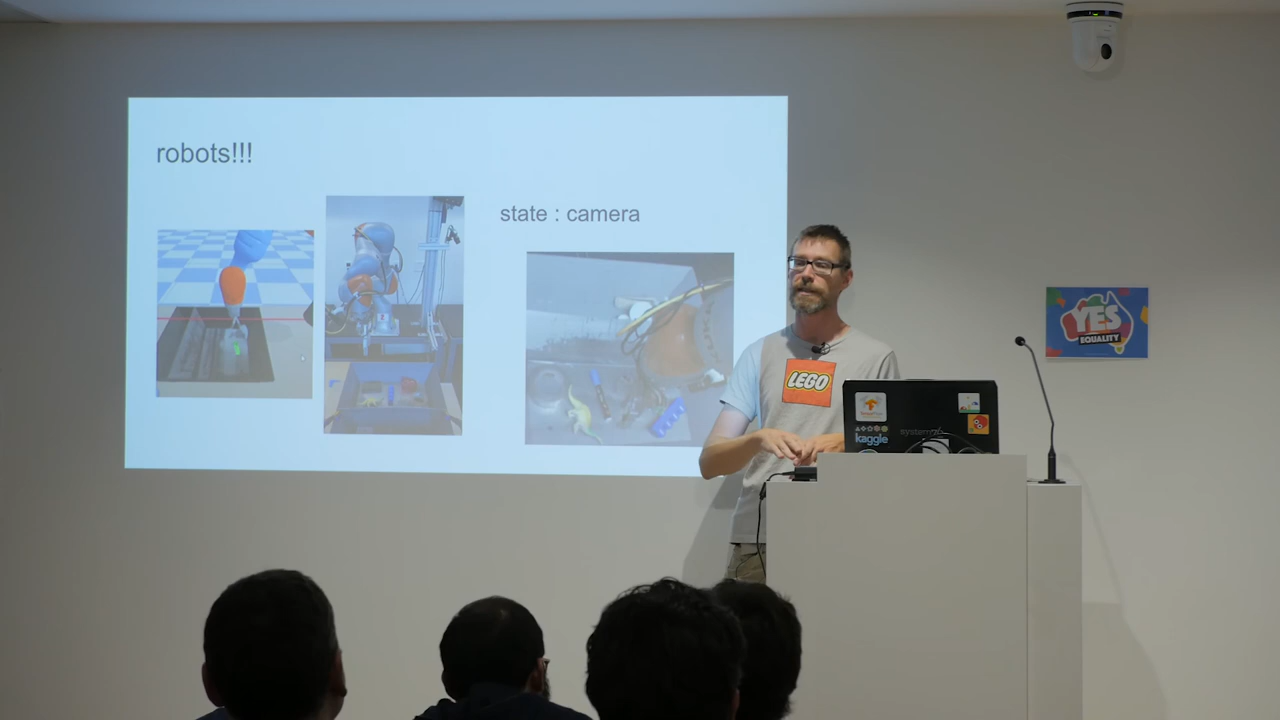 robots!!!
state : camera
LEGO
kaggle
YES
EQUALITY